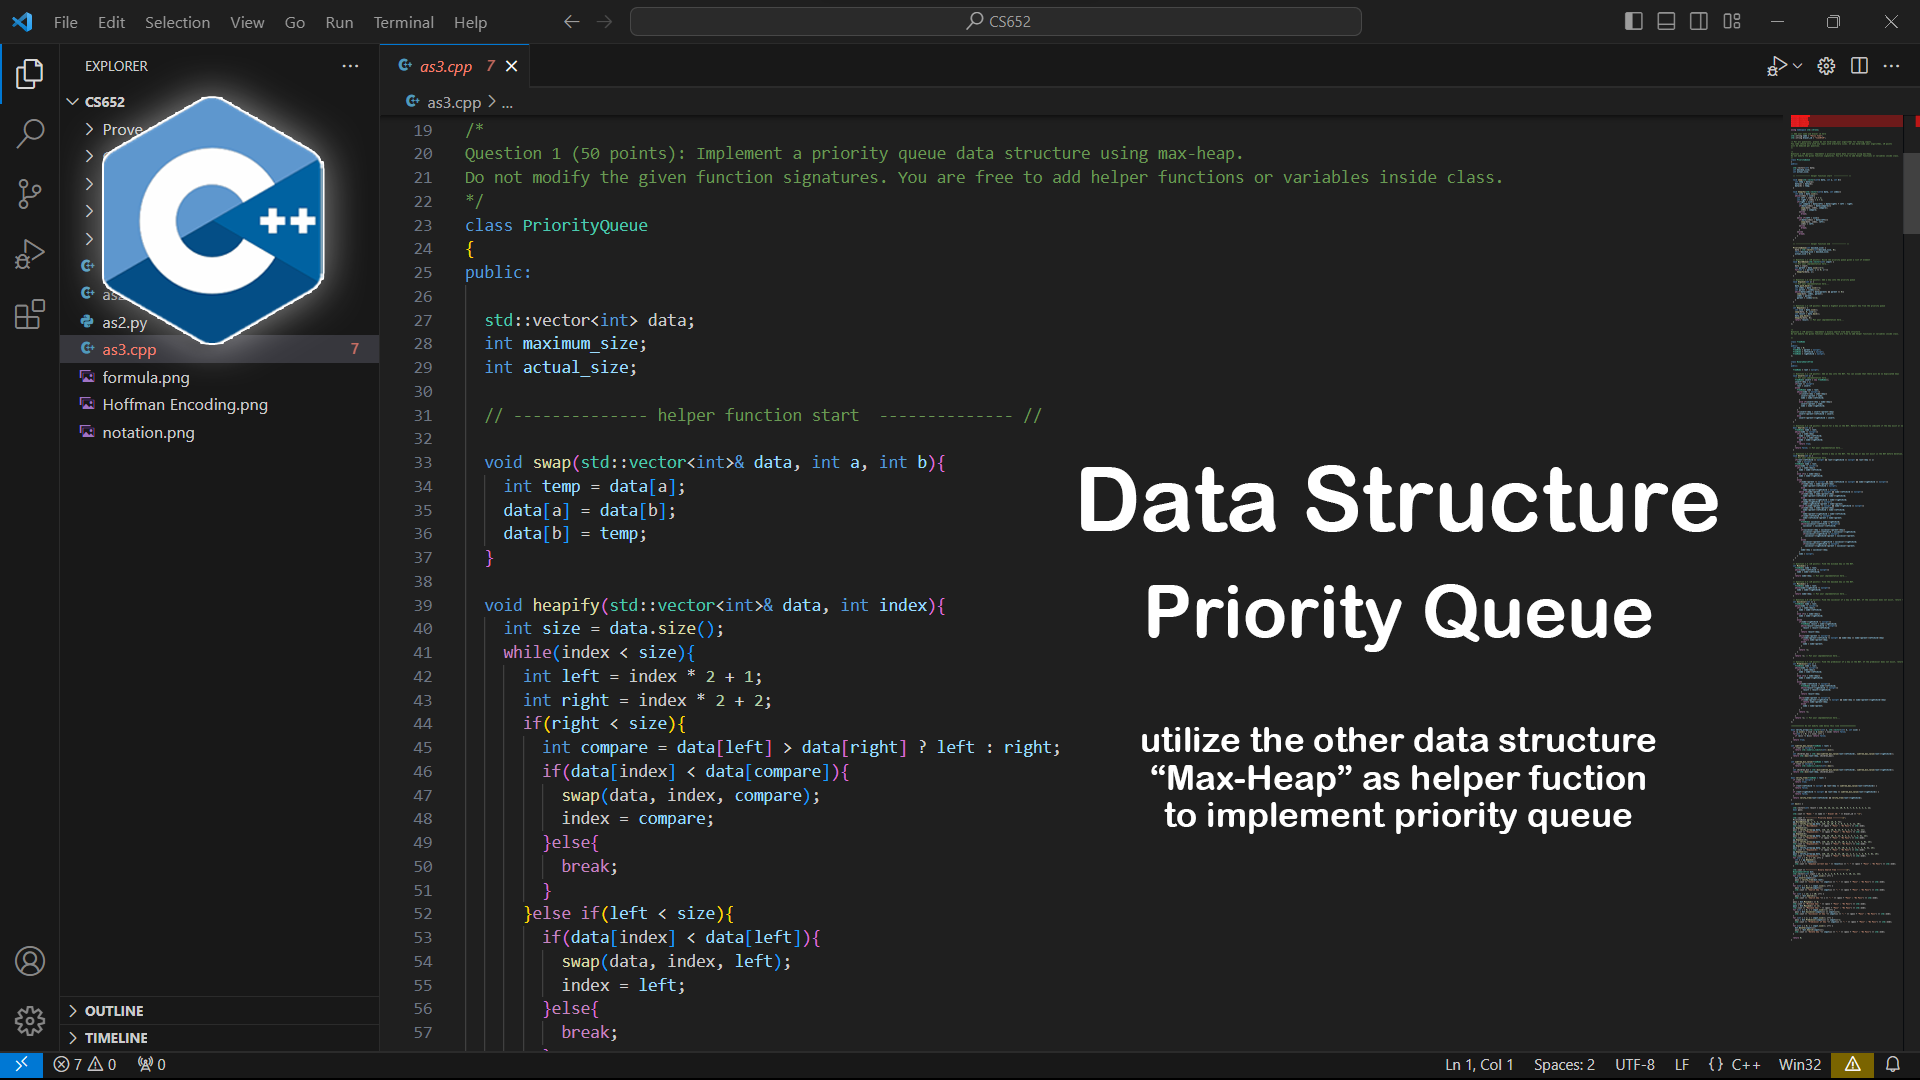 File Edit Selection View Go Run Terminal Help
CS652
EXPLORER
CS652
Prove
as2.py
as3.cpp 7
formula.png
Hoffman Encoding.png
notation.png
OUTLINE
TIMELINE
as3.cpp 7
as3.cpp > ...
19 /*
20 Question 1 (50 points): Implement a priority queue data structure using max-heap.
21 Do not modify the given function signatures. You are free to add helper functions or variables inside class.
22 */
23 class PriorityQueue
24 {
25 public:
26
27 std::vector<int> data;
28 int maximum_size;
29 int actual_size;
30
31 // -------------- helper function start -------------- //
32
33 void swap(std::vector<int>& data, int a, int b){
34 int temp = data[a];
35 data[a] = data[b];
36 data[b] = temp;
37 }
38
39 void heapify(std::vector<int>& data, int index){
40 int size = data.size();
41 while(index < size){
42 int left = index * 2 + 1;
43 int right = index * 2 + 2;
44 if(right < size){
45 int compare = data[left] > data[right] ? left : right;
46 if(data[index] < data[compare]){
47 swap(data, index, compare);
48 index = compare;
49 }else{
50 break;
51 }
52 }else if(left < size){
53 if(data[index] < data[left]){
54 swap(data, index, left);
55 index = left;
56 }else{
57 break;
C++
Data Structure
Priority Queue
utilize the other data structure
“Max-Heap” as helper fuction
to implement priority queue
7 0 0
Ln 1, Col 1 Spaces: 2 UTF-8 LF {} C++ Win32